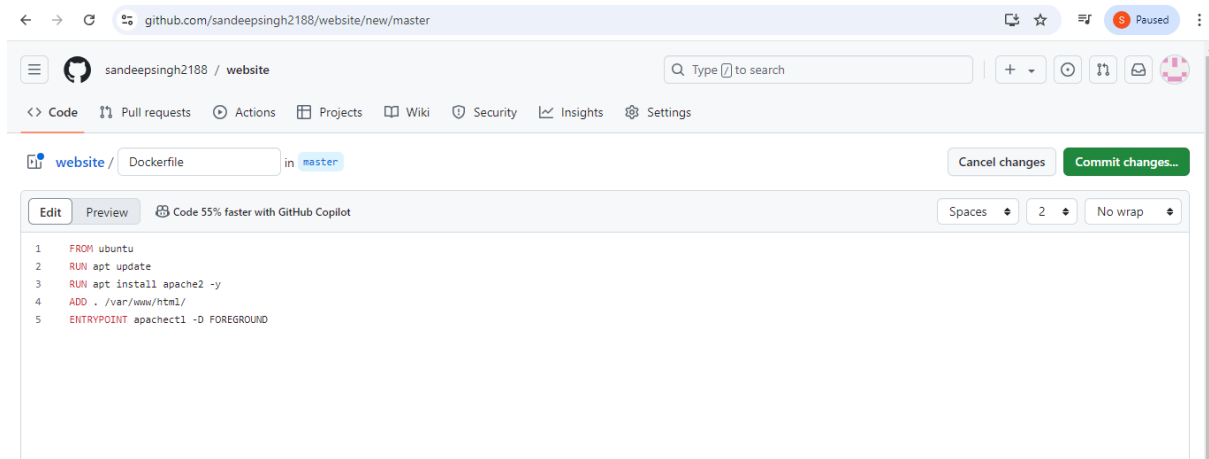 github.com/sandeepsingh2188/website/new/master
S Paused
sandeepsingh2188 / website
Type / to search
<> Code Pull requests Actions Projects Wiki Security Insights Settings
website / Dockerfile in master
Cancel changes Commit changes...
Edit Preview Code 55% faster with GitHub Copilot
Spaces 2 No wrap
1 FROM ubuntu
2 RUN apt update
3 RUN apt install apache2 -y
4 ADD . /var/www/html/
5 ENTRYPOINT apachectl -D FOREGROUND